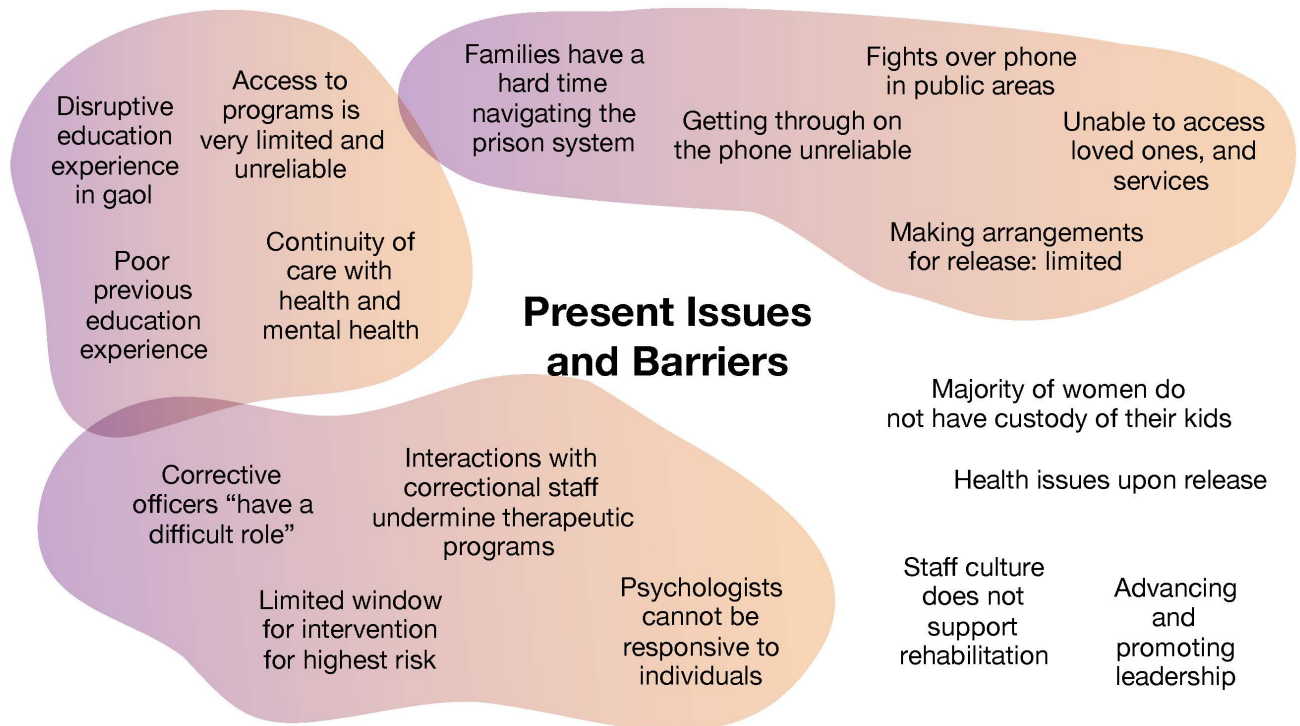 Disruptive
education
experience
in gaol
Access to
programs is
very limited and
unreliable
Poor
previous
education
experience
Continuity of
care with
health and
mental health
Families have a
hard time
navigating the
prison system
Getting through on
the phone unreliable
Fights over phone
in public areas
Unable to access
loved ones, and
services
Making arrangements
for release: limited
Present Issues
and Barriers
Corrective
officers “have a
difficult role”
Interactions with
correctional staff
undermine therapeutic
programs
Limited window
for intervention
for highest risk
Psychologists
cannot be
responsive to
individuals
Majority of women do
not have custody of their kids
Health issues upon release
Staff culture
does not
support
rehabilitation
Advancing
and
promoting
leadership